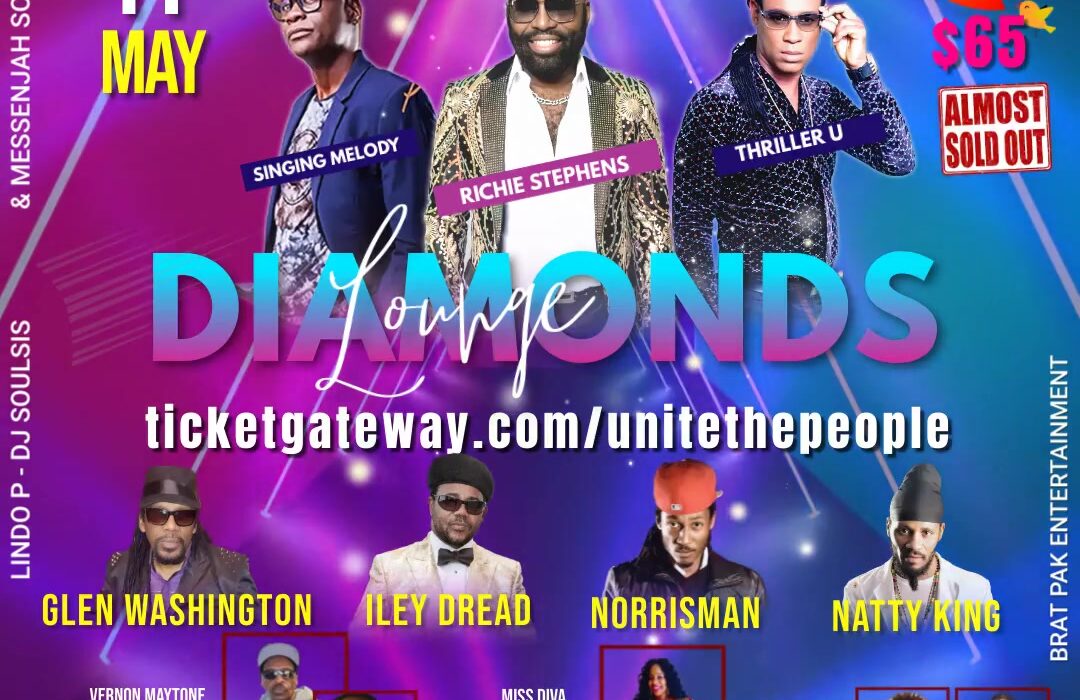 MAY
$65
ALMOST
SOLD OUT
SINGING MELODY
RICHIE STEPHENS
THRILLER U
DIAMONDS
Lounge
ticketgateway.com/unitethepeople
LINDO P - DJ SOULSIS
& MESSENJAH SO
BRAT PAK ENTERTAINMENT
GLEN WASHINGTON
ILEY DREAD
NORRISMAN
NATTY KING
VERNON MAYTONE
MISS DIVA